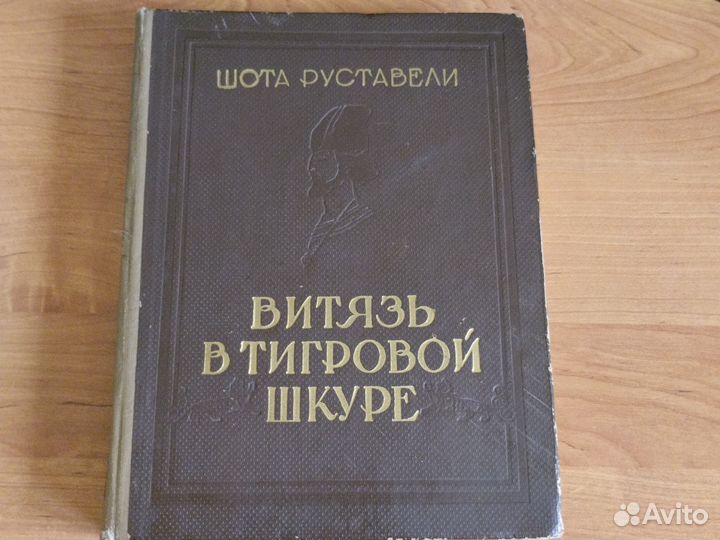 ШОТА РУСТАВЕЛИ
ВИТЯЗЬ
В ТИГРОВОЙ
ШКУРЕ
Avito